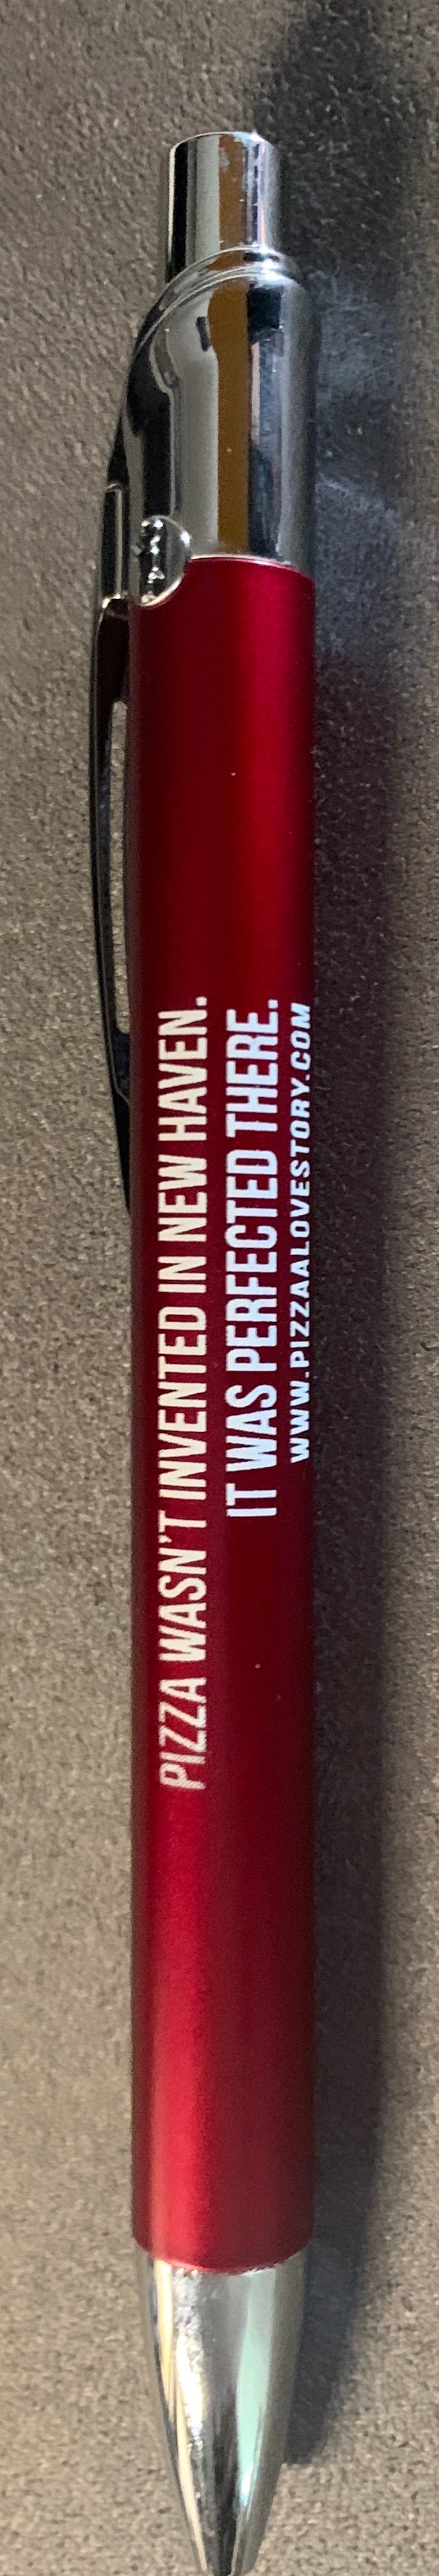 PIZZA WASN'T INVENTED IN NEW HAVEN.
IT WAS PERFECTED THERE.
WWW.PIZZAALOVESTORY.COM